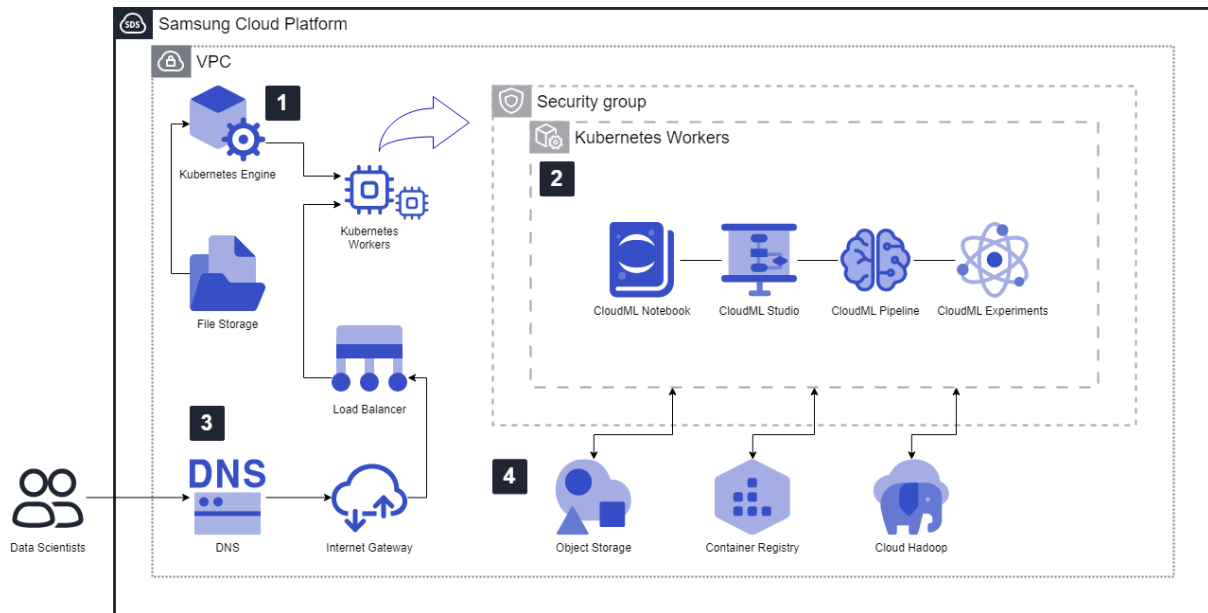 SDS
Samsung Cloud Platform
VPC
1
Kubernetes Engine
Kubernetes
Workers
File Storage
Load Balancer
Security group
Kubernetes Workers
2
CloudML Notebook
CloudML Studio
CloudML Pipeline
CloudML Experiments
3
DNS
DNS
Data Scientists
Internet Gateway
4
Object Storage
Container Registry
Cloud Hadoop